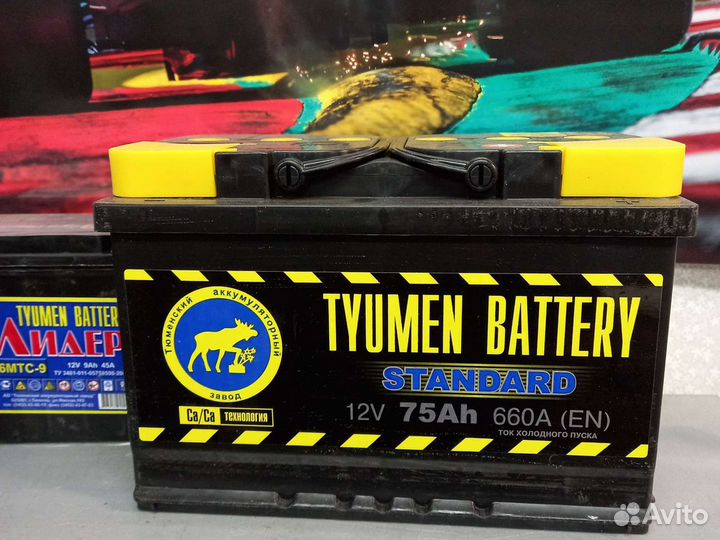 Тюменский аккумуляторный
завод
Ca/Ca технология
TYUMEN BATTERY
STANDARD
12V 75Ah 660A (EN)
ТОК ХОЛОДНОГО ПУСКА
TYUMEN BATTER
ЛИДЕР
6МТС-9
12V 9Ah 45A
Avito